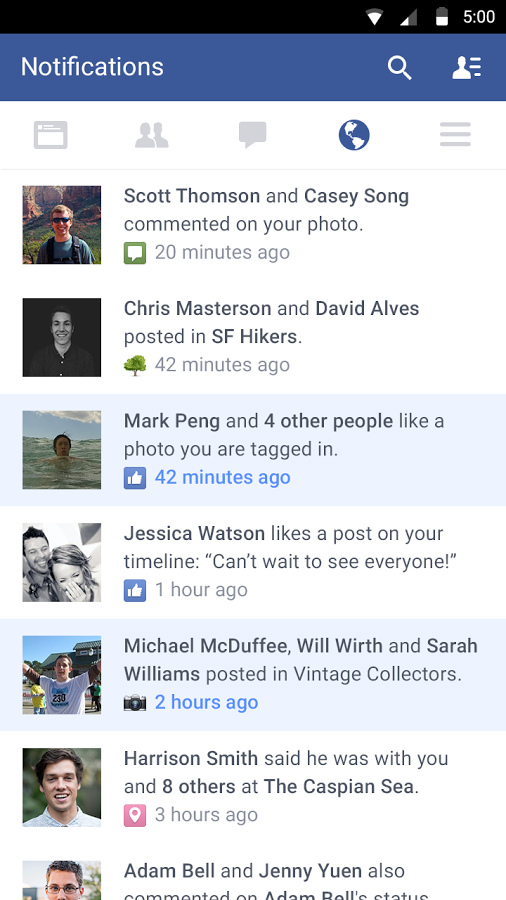 5:00
Notifications
Scott Thomson and Casey Song
commented on your photo.
20 minutes ago
Chris Masterson and David Alves
posted in SF Hikers.
42 minutes ago
Mark Peng and 4 other people like a
photo you are tagged in.
42 minutes ago
Jessica Watson likes a post on your
timeline: “Can’t wait to see everyone!”
1 hour ago
Michael McDuffee, Will Wirth and Sarah
Williams posted in Vintage Collectors.
2 hours ago
Harrison Smith said he was with you
and 8 others at The Caspian Sea.
3 hours ago
Adam Bell and Jenny Yuen also
commented on Adam Bell's status.